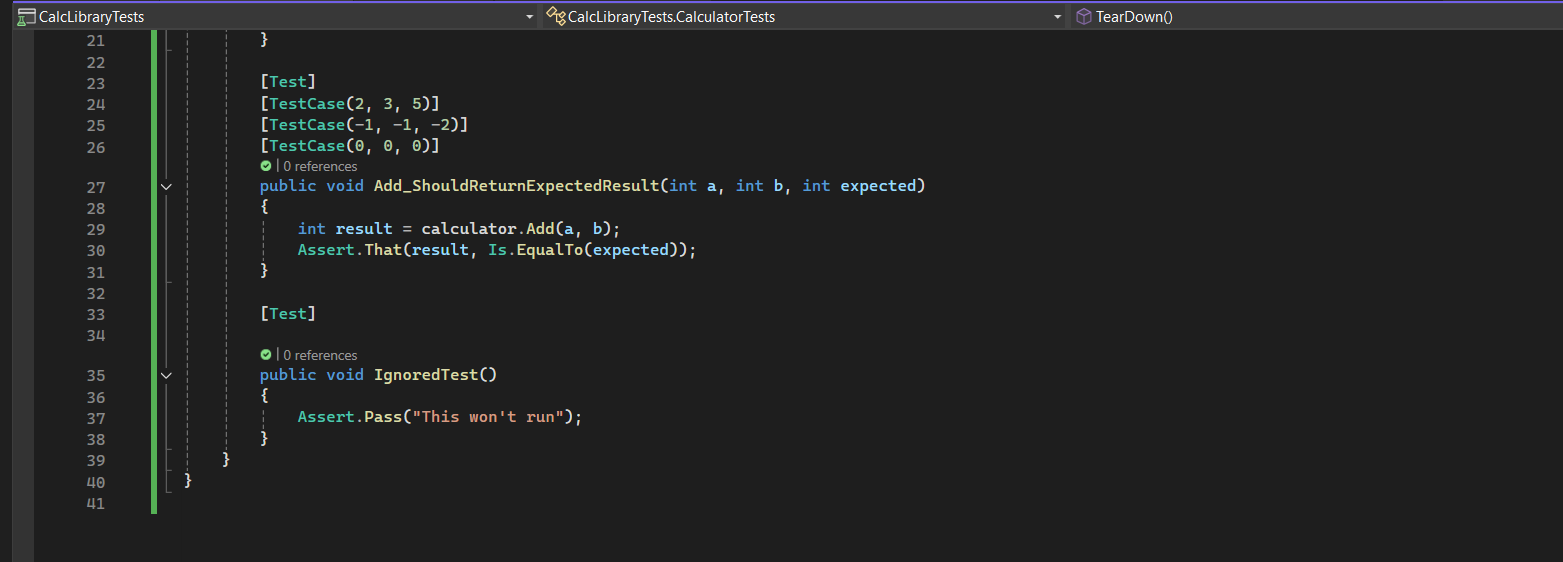 CalcLibraryTests CalcLibraryTests.CalculatorTests TearDown()
21 }
22
23 [Test]
24 [TestCase(2, 3, 5)]
25 [TestCase(-1, -1, -2)]
26 [TestCase(0, 0, 0)]
| 0 references
27 public void Add_ShouldReturnExpectedResult(int a, int b, int expected)
28 {
29 int result = calculator.Add(a, b);
30 Assert.That(result, Is.EqualTo(expected));
31 }
32
33 [Test]
34
| 0 references
35 public void IgnoredTest()
36 {
37 Assert.Pass("This won't run");
38 }
39 }
40 }
41